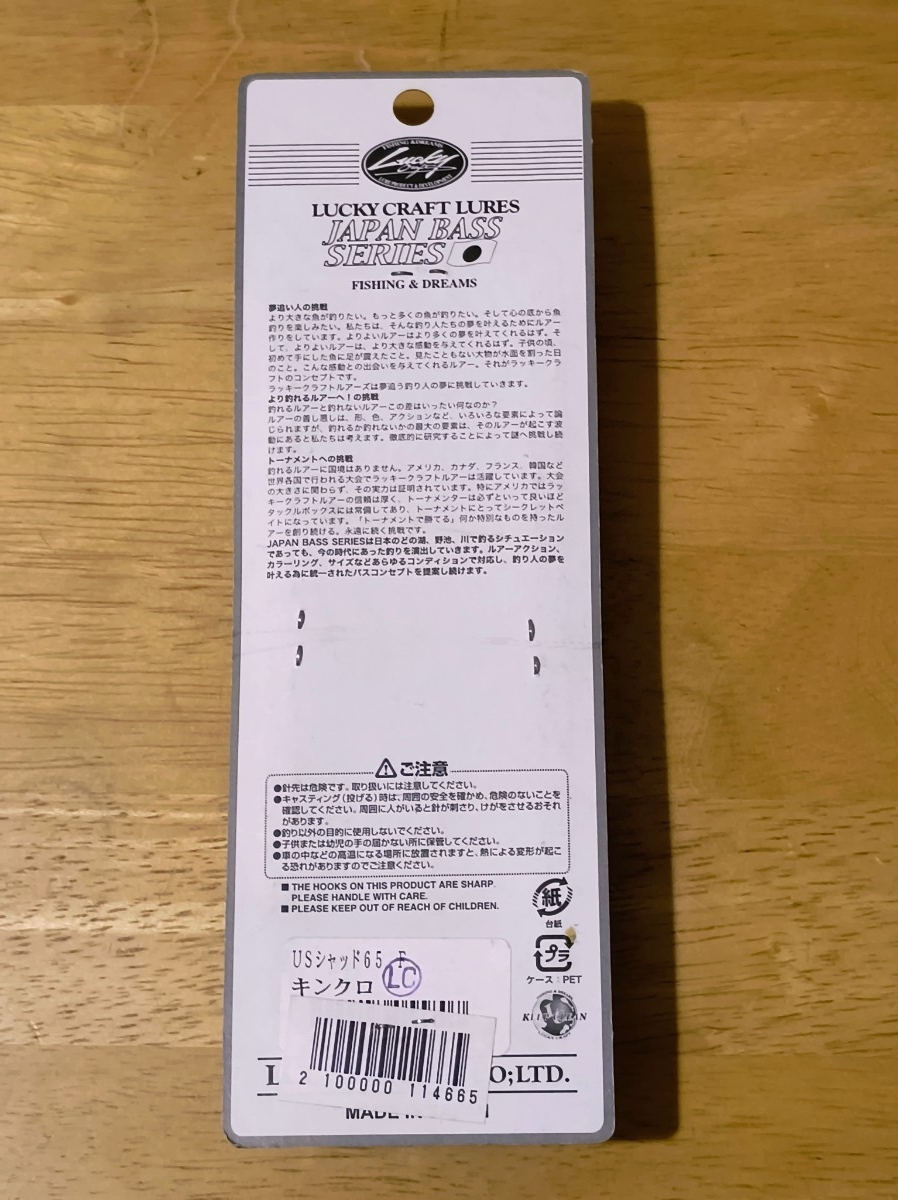 FISHING & DREAMS
Lucky
Craft
LURE PRODUCT & DEVELOPMENT
LUCKY CRAFT LURES
JAPAN BASS
SERIES
FISHING & DREAMS
夢追い人の挑戦
より大きな魚が釣りたい。もっと多くの魚が釣りたい。そして心の底から魚
釣りを楽しみたい。私たちは、そんな釣り人たちの夢を叶えるためにルアー
作りをしています。よりよいルアーはより多くの夢を叶えてくれるはず。そ
して、よりよいルアーは、より大きな感動を与えてくれるはず。子供の頃、
初めて手にした魚に足が震えたこと。見たこともない大物が水面を割った日
のこと。こんな感動との出会いを与えてくれるルアー。それがラッキークラ
フトのコンセプトです。
ラッキークラフトルアーズは夢追う釣り人の夢に挑戦していきます。
より釣れるルアーへ！の挑戦
釣れるルアーと釣れないルアーこの差はいったい何なのか？
ルアーの善し悪しは、形、色、アクションなど、いろいろな要素によって論
じられますが、釣れるか釣れないかの最大の要素は、そのルアーが起こす波
動にあると私たちは考えます。徹底的に研究することによって謎へ挑戦し続
けます。
トーナメントへの挑戦
釣れるルアーに国境はありません。アメリカ、カナダ、フランス、韓国など
世界各国で行われる大会でラッキークラフトルアーは活躍しています。大会
の大きさに関わらず、その実力は証明されています。特にアメリカではラッ
キークラフトルアーの信頼は厚く、トーナメンターは必ずといって良いほど
タックルボックスには常備してあり、トーナメントにとってシークレットベ
イトになっています。「トーナメントで勝てる」何か特別なものを持ったル
アーを創り続ける。永遠に続く挑戦です。
JAPAN BASS SERIESは日本のどの湖、野池、川で釣るシチュエーション
であっても、今の時代にあった釣りを演出していきます。ルアーアクション、
カラーリング、サイズなどあらゆるコンディションで対応し、釣り人の夢を
叶える為に統一されたバスコンセプトを提案し続けます。
ご注意
●針先は危険です。取り扱いには注意してください。
●キャスティング（投げる）時は、周囲の安全を確かめ、危険のないことを
確認してください。周囲に人がいると針が刺さり、けがをさせるおそれ
があります。
●釣り以外の目的に使用しないでください。
●子供または幼児の手の届かない所に保管してください。
●車の中などの高温になる場所に放置されますと、熱による変形が起こ
る恐れがありますのでご注意ください。
■ THE HOOKS ON THIS PRODUCT ARE SHARP.
PLEASE HANDLE WITH CARE.
■ PLEASE KEEP OUT OF REACH OF CHILDREN.
紙
台紙
プラ
ケース：PET
USシャッド65 F
キンクロ
LC
2 100000 114665
O;LTD.
MADE IN